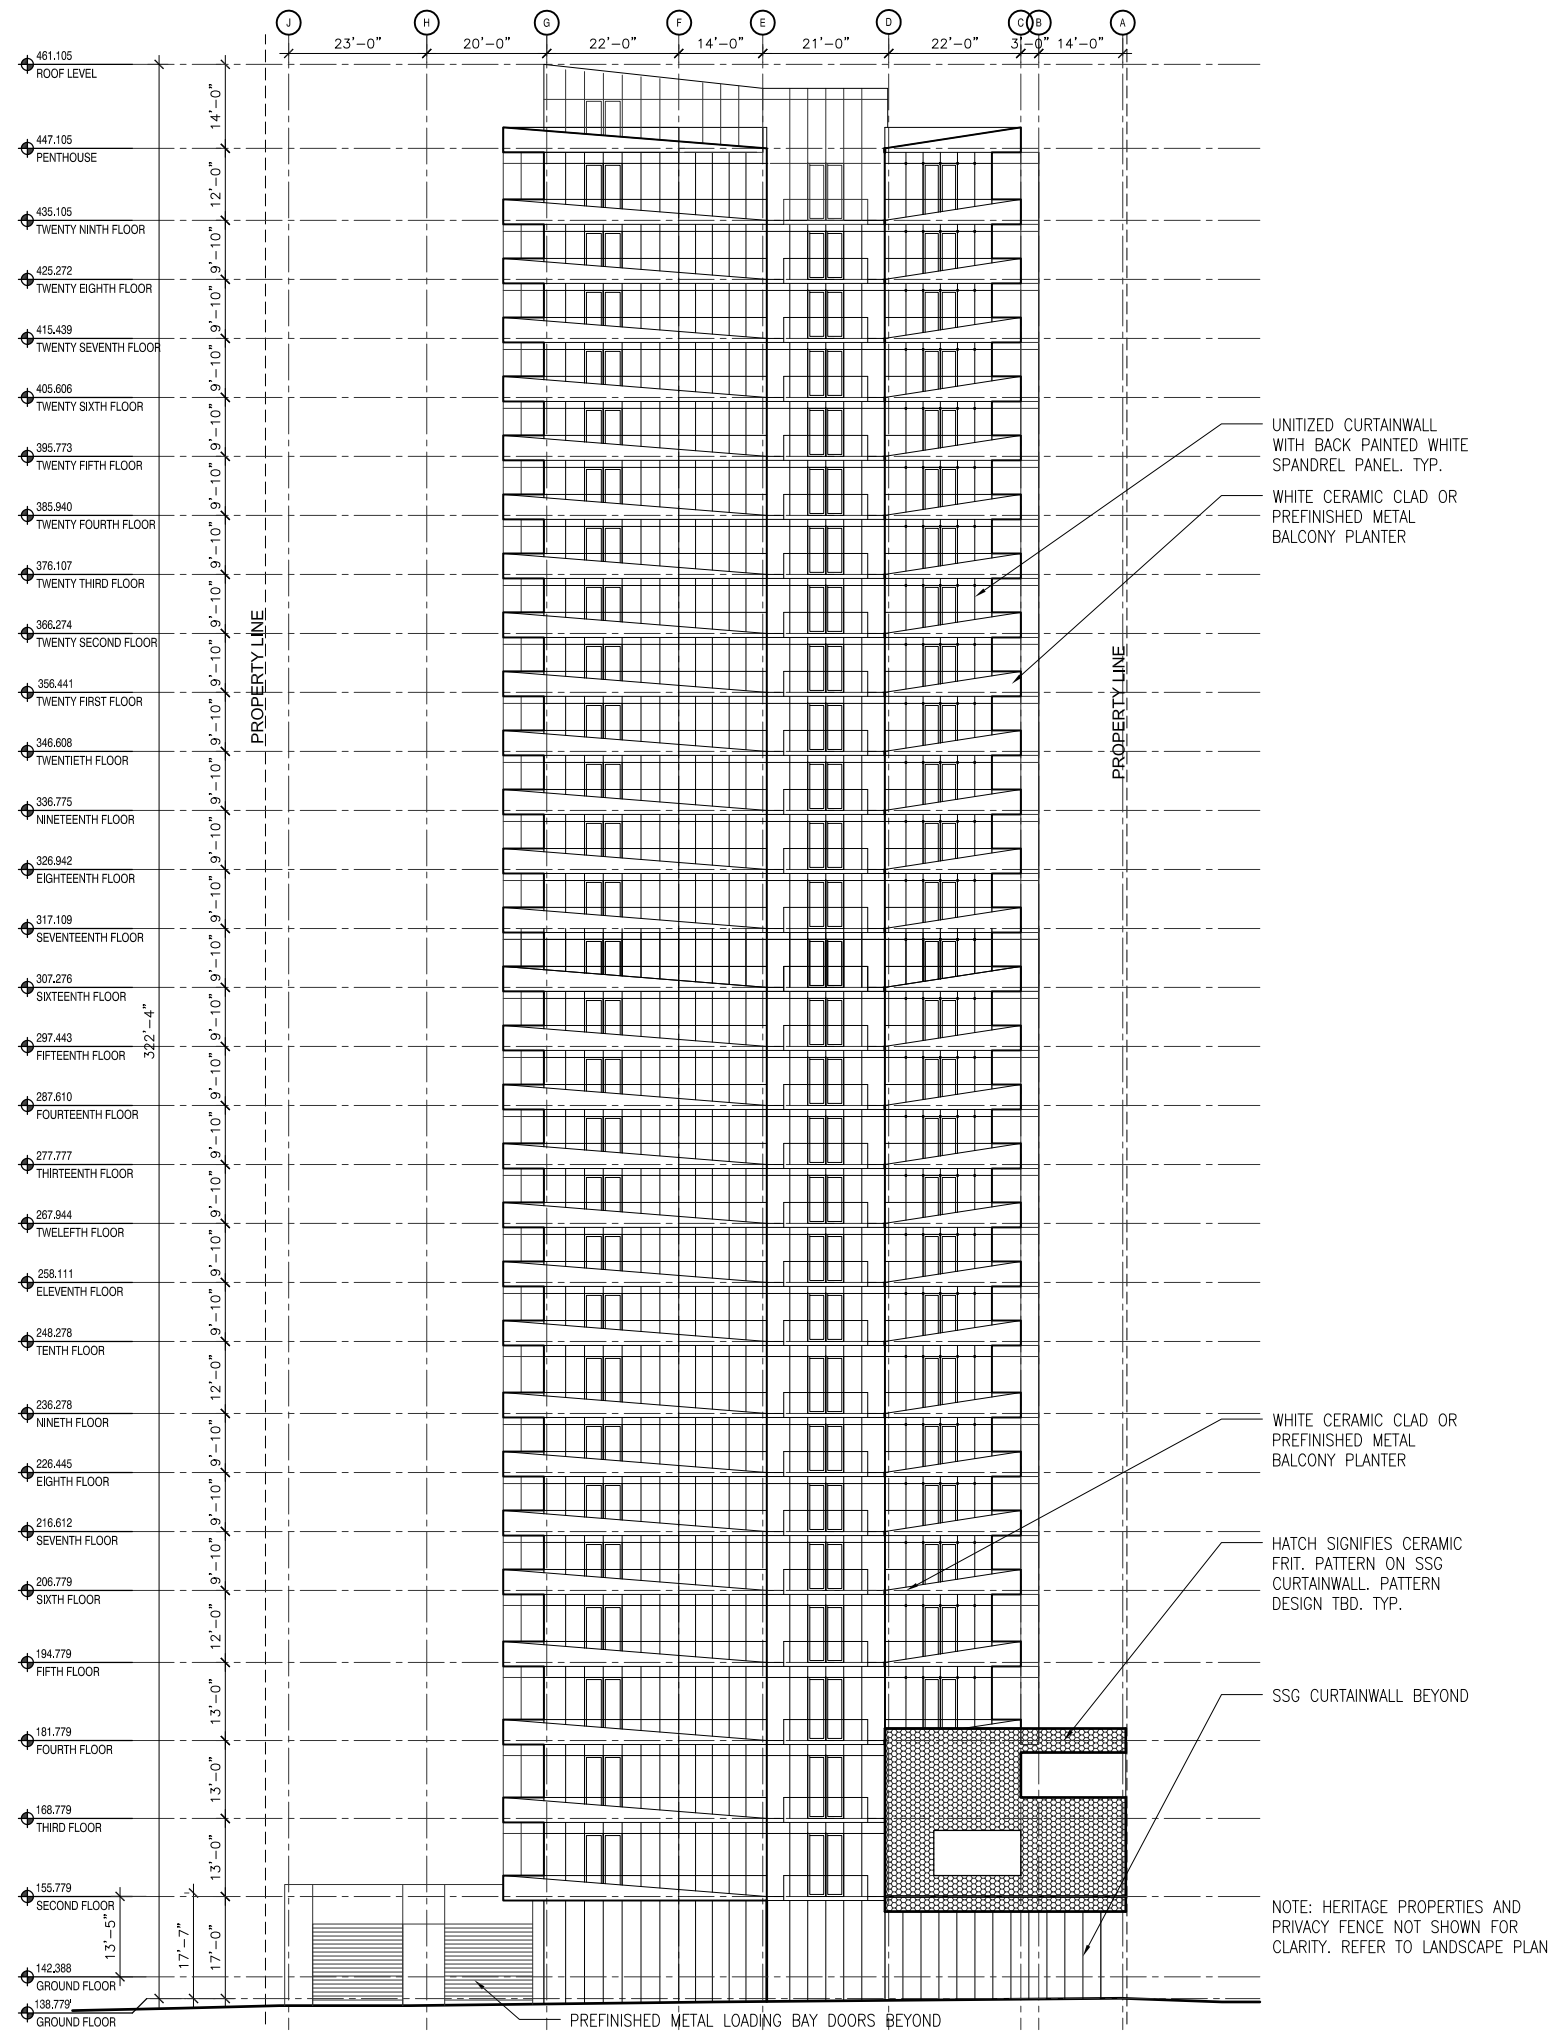 J H G F E D C B A
23'-0" 20'-0" 22'-0" 14'-0" 21'-0" 22'-0" 3'-0" 14'-0"
461.105
ROOF LEVEL
14'-0"
447.105
PENTHOUSE
12'-0"
435.105
TWENTY NINTH FLOOR
9'-10"
425.272
TWENTY EIGHTH FLOOR
9'-10"
415.439
TWENTY SEVENTH FLOOR
9'-10"
405.606
TWENTY SIXTH FLOOR
9'-10"
395.773
TWENTY FIFTH FLOOR
9'-10"
385.940
TWENTY FOURTH FLOOR
9'-10"
376.107
TWENTY THIRD FLOOR
9'-10"
366.274
TWENTY SECOND FLOOR
9'-10"
356.441
TWENTY FIRST FLOOR
9'-10"
346.608
TWENTIETH FLOOR
9'-10"
336.775
NINETEENTH FLOOR
9'-10"
326.942
EIGHTEENTH FLOOR
9'-10"
317.109
SEVENTEENTH FLOOR
9'-10"
307.276
SIXTEENTH FLOOR
9'-10"
297.443
FIFTEENTH FLOOR
9'-10"
287.610
FOURTEENTH FLOOR
9'-10"
277.777
THIRTEENTH FLOOR
9'-10"
267.944
TWELEFTH FLOOR
9'-10"
258.111
ELEVENTH FLOOR
9'-10"
248.278
TENTH FLOOR
12'-0"
236.278
NINETH FLOOR
9'-10"
226.445
EIGHTH FLOOR
9'-10"
216.612
SEVENTH FLOOR
9'-10"
206.779
SIXTH FLOOR
12'-0"
194.779
FIFTH FLOOR
13'-0"
181.779
FOURTH FLOOR
13'-0"
168.779
THIRD FLOOR
13'-0"
155.779
SECOND FLOOR
13'-5"
17'-7"
17'-0"
142.388
GROUND FLOOR
138.779'
GROUND FLOOR
322'-4"
PROPERTY LINE
PROPERTY LINE
UNITIZED CURTAINWALL
WITH BACK PAINTED WHITE
SPANDREL PANEL. TYP.
WHITE CERAMIC CLAD OR
PREFINISHED METAL
BALCONY PLANTER
WHITE CERAMIC CLAD OR
PREFINISHED METAL
BALCONY PLANTER
HATCH SIGNIFIES CERAMIC
FRIT. PATTERN ON SSG
CURTAINWALL. PATTERN
DESIGN TBD. TYP.
SSG CURTAINWALL BEYOND
NOTE: HERITAGE PROPERTIES AND
PRIVACY FENCE NOT SHOWN FOR
CLARITY. REFER TO LANDSCAPE PLAN
PREFINISHED METAL LOADING BAY DOORS BEYOND